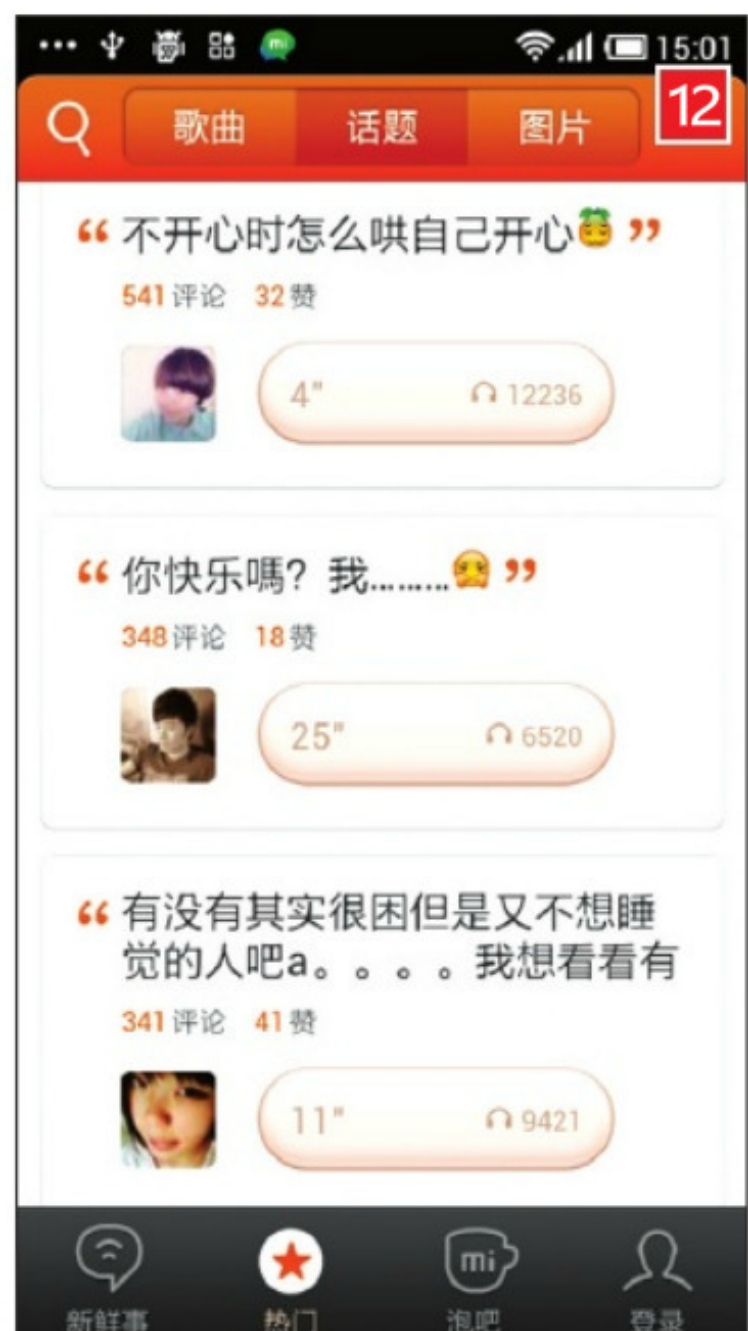 15:01
歌曲 话题 图片 12
“ 不开心时怎么哄自己开心 ”
541 评论 32 赞
4" 12236
“ 你快乐嗎? 我......... ”
348 评论 18 赞
25" 6520
“ 有没有其实很困但是又不想睡
觉的人吧a。。。。我想看看有
341 评论 41 赞
11" 9421
mi
新鲜事 热门 泡吧 登录